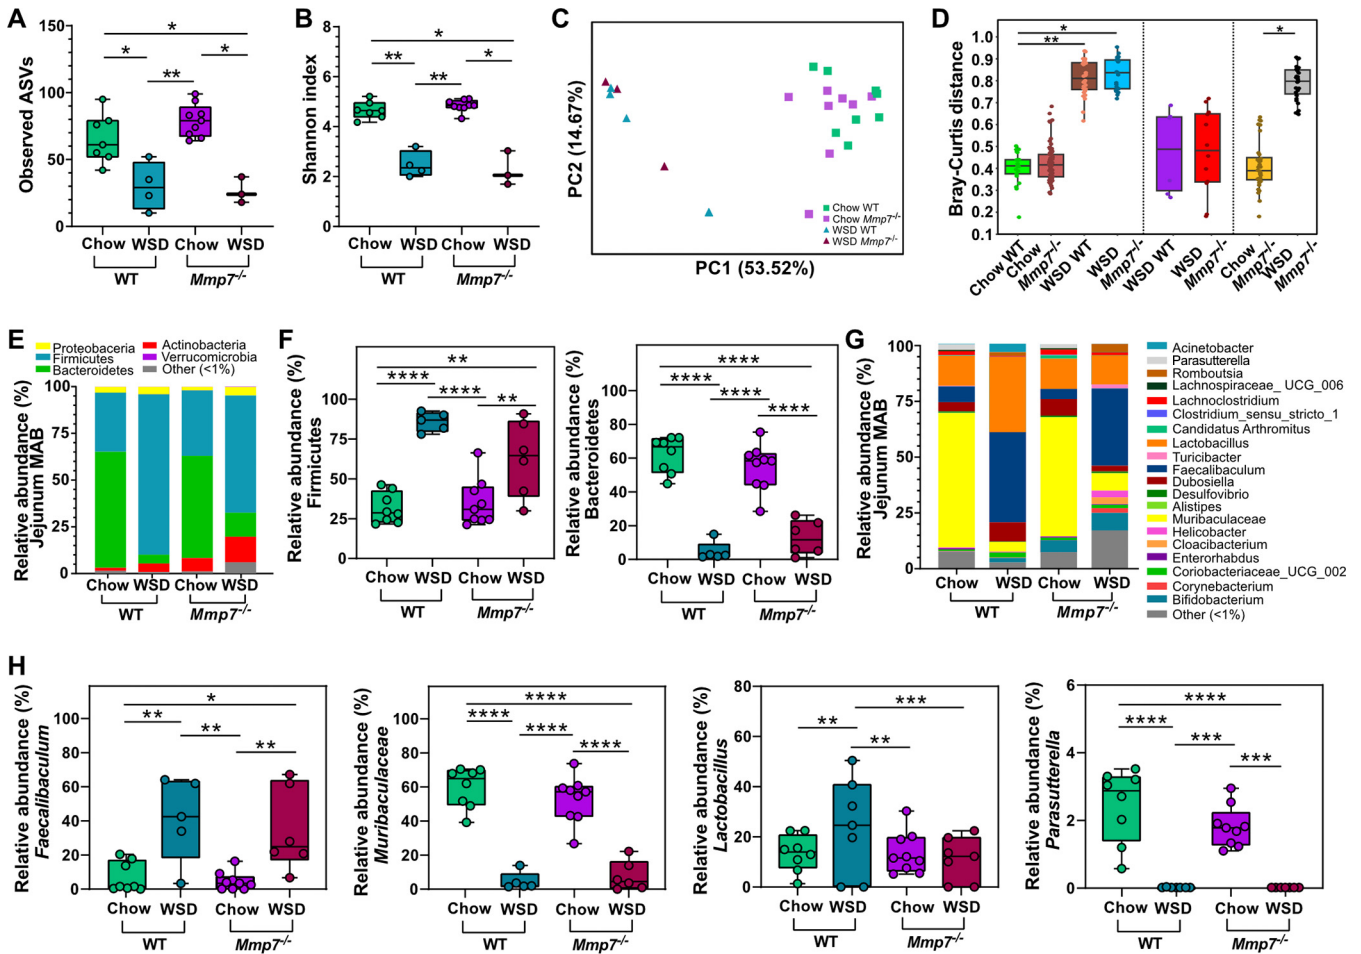 A
Observed ASVs
150
100
50
0
*
*
**
*
Chow WSD Chow WSD
WT Mmp7-/-
B
Shannon index
8
6
4
2
0
*
**
**
*
Chow WSD Chow WSD
WT Mmp7-/-
C
PC2 (14.67%)
PC1 (53.52%)
Chow WT
Chow Mmp7-/-
WSD WT
WSD Mmp7-/-
D
Bray-Curtis distance
1.0
0.9
0.8
0.7
0.6
0.5
0.4
0.3
0.2
0.1
*
**
*
Chow WT
Chow Mmp7-/-
WSD WT
WSD Mmp7-/-
WSD WT
WSD Mmp7-/-
Chow Mmp7-/-
WSD Mmp7-/-
E
Proteobaceria
Firmicutes
Bacteroidetes
Actinobacteria
Verrucomicrobia
Other (<1%)
Relative abundance (%)
Jejunum MAB
100
75
50
25
0
Chow WSD Chow WSD
WT Mmp7-/-
F
Relative abundance (%)
Firmicutes
100
75
50
25
0
**
****
****
**
Chow WSD Chow WSD
WT Mmp7-/-
Relative abundance (%)
Bacteroidetes
100
80
60
40
20
0
****
****
****
****
Chow WSD Chow WSD
WT Mmp7-/-
G
Relative abundance (%)
Jejunum MAB
100
75
50
25
0
Chow WSD Chow WSD
WT Mmp7-/-
Acinetobacter
Parasutterella
Romboutsia
Lachnospiraceae_ UCG_006
Lachnoclostridium
Clostridium_sensu_stricto_1
Candidatus Arthromitus
Lactobacillus
Turicibacter
Faecalibaculum
Dubosiella
Desulfovibrio
Alistipes
Muribaculaceae
Helicobacter
Cloacibacterium
Enterorhabdus
Coriobacteriaceae_UCG_002
Corynebacterium
Bifidobacterium
Other (<1%)
H
Relative abundance (%)
Faecalibaculum
100
80
60
40
20
0
*
**
**
**
Chow WSD Chow WSD
WT Mmp7-/-
Relative abundance (%)
Muribaculaceae
100
80
60
40
20
0
****
****
****
****
Chow WSD Chow WSD
WT Mmp7-/-
Relative abundance (%)
Lactobacillus
80
60
40
20
0
***
**
**
Chow WSD Chow WSD
WT Mmp7-/-
Relative abundance (%)
Parasutterella
6
4
2
0
****
****
***
***
Chow WSD Chow WSD
WT Mmp7-/-